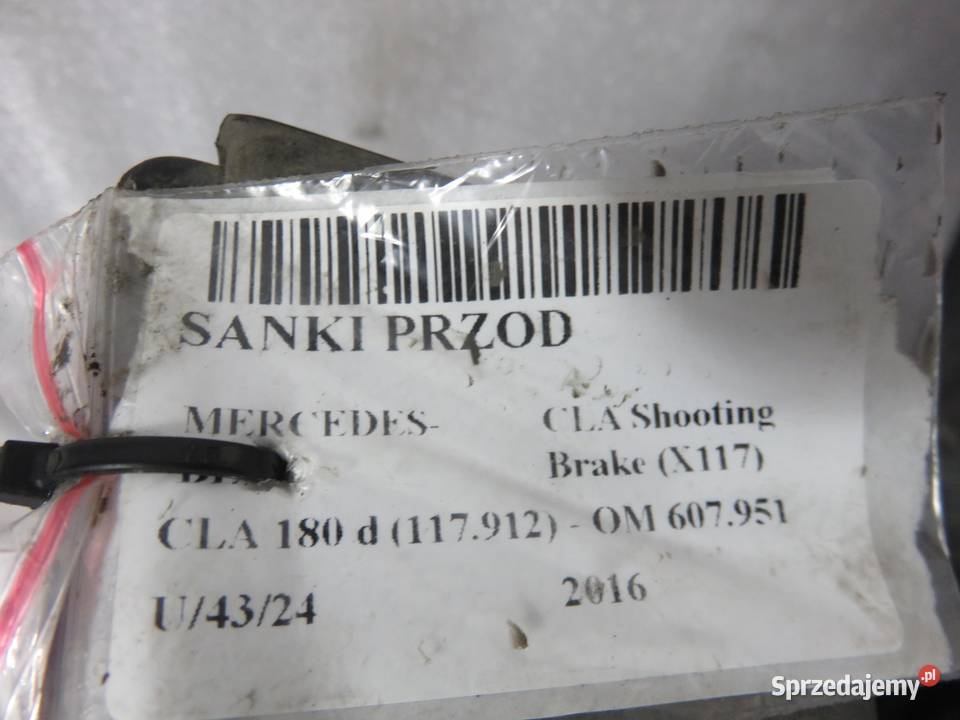 SANKI PRZOD
MERCEDES- CLA Shooting
Brake (X117)
CLA 180 d (117.912) - OM 607.951
U/43/24 2016
Sprzedajemy.pl